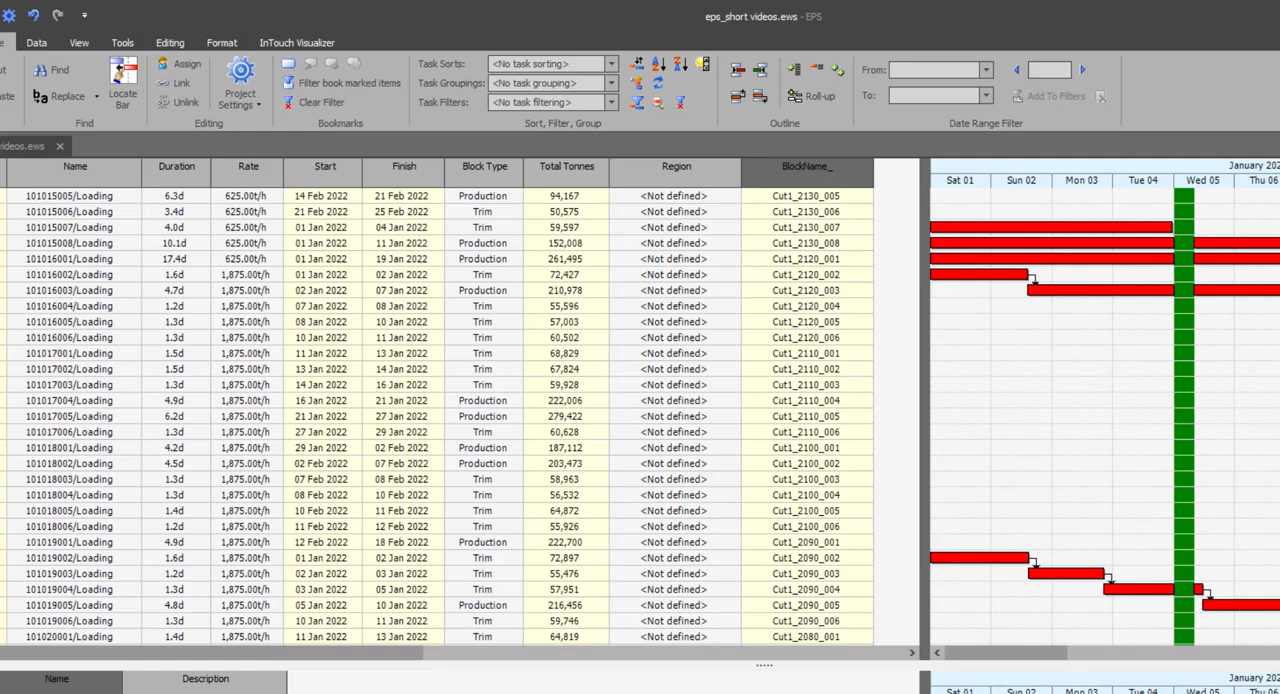 eps_short videos.ews - EPS
Data View Tools Editing Format InTouch Visualizer
Find Assign Task Sorts: <No task sorting> From:
Link Filter book marked items Task Groupings: <No task grouping>
Replace Locate Bar Unlink Project Settings Clear Filter Task Filters: <No task filtering> Roll-up To: Add To Filters
Find Editing Bookmarks Sort, Filter, Group Outline Date Range Filter
videos.ews
Name Duration Rate Start Finish Block Type Total Tonnes Region BlockName_ January 202
Sat 01 Sun 02 Mon 03 Tue 04 Wed 05 Thu 06
101015005/Loading 6.3d 625.00t/h 14 Feb 2022 21 Feb 2022 Production 94,167 <Not defined> Cut1_2130_005
101015006/Loading 3.4d 625.00t/h 21 Feb 2022 25 Feb 2022 Trim 50,575 <Not defined> Cut1_2130_006
101015007/Loading 4.0d 625.00t/h 01 Jan 2022 04 Jan 2022 Trim 59,597 <Not defined> Cut1_2130_007
101015008/Loading 10.1d 625.00t/h 01 Jan 2022 11 Jan 2022 Production 152,008 <Not defined> Cut1_2130_008
101016001/Loading 17.4d 625.00t/h 01 Jan 2022 19 Jan 2022 Production 261,495 <Not defined> Cut1_2120_001
101016002/Loading 1.6d 1,875.00t/h 01 Jan 2022 02 Jan 2022 Trim 72,427 <Not defined> Cut1_2120_002
101016003/Loading 4.7d 1,875.00t/h 02 Jan 2022 07 Jan 2022 Production 210,978 <Not defined> Cut1_2120_003
101016004/Loading 1.2d 1,875.00t/h 07 Jan 2022 08 Jan 2022 Trim 55,596 <Not defined> Cut1_2120_004
101016005/Loading 1.3d 1,875.00t/h 08 Jan 2022 10 Jan 2022 Trim 57,003 <Not defined> Cut1_2120_005
101016006/Loading 1.3d 1,875.00t/h 10 Jan 2022 11 Jan 2022 Trim 60,502 <Not defined> Cut1_2120_006
101017001/Loading 1.5d 1,875.00t/h 11 Jan 2022 13 Jan 2022 Trim 68,829 <Not defined> Cut1_2110_001
101017002/Loading 1.5d 1,875.00t/h 13 Jan 2022 14 Jan 2022 Trim 67,824 <Not defined> Cut1_2110_002
101017003/Loading 1.3d 1,875.00t/h 14 Jan 2022 16 Jan 2022 Trim 59,928 <Not defined> Cut1_2110_003
101017004/Loading 4.9d 1,875.00t/h 16 Jan 2022 21 Jan 2022 Production 222,006 <Not defined> Cut1_2110_004
101017005/Loading 6.2d 1,875.00t/h 21 Jan 2022 27 Jan 2022 Production 279,422 <Not defined> Cut1_2110_005
101017006/Loading 1.3d 1,875.00t/h 27 Jan 2022 29 Jan 2022 Trim 60,628 <Not defined> Cut1_2110_006
101018001/Loading 4.2d 1,875.00t/h 29 Jan 2022 02 Feb 2022 Production 187,112 <Not defined> Cut1_2100_001
101018002/Loading 4.5d 1,875.00t/h 02 Feb 2022 07 Feb 2022 Production 203,473 <Not defined> Cut1_2100_002
101018003/Loading 1.3d 1,875.00t/h 07 Feb 2022 08 Feb 2022 Trim 58,963 <Not defined> Cut1_2100_003
101018004/Loading 1.3d 1,875.00t/h 08 Feb 2022 10 Feb 2022 Trim 56,532 <Not defined> Cut1_2100_004
101018005/Loading 1.4d 1,875.00t/h 10 Feb 2022 11 Feb 2022 Trim 64,872 <Not defined> Cut1_2100_005
101018006/Loading 1.2d 1,875.00t/h 11 Feb 2022 12 Feb 2022 Trim 55,926 <Not defined> Cut1_2100_006
101019001/Loading 4.9d 1,875.00t/h 12 Feb 2022 18 Feb 2022 Production 222,700 <Not defined> Cut1_2090_001
101019002/Loading 1.6d 1,875.00t/h 01 Jan 2022 02 Jan 2022 Trim 72,897 <Not defined> Cut1_2090_002
101019003/Loading 1.2d 1,875.00t/h 02 Jan 2022 03 Jan 2022 Trim 55,476 <Not defined> Cut1_2090_003
101019004/Loading 1.3d 1,875.00t/h 03 Jan 2022 05 Jan 2022 Trim 57,951 <Not defined> Cut1_2090_004
101019005/Loading 4.8d 1,875.00t/h 05 Jan 2022 10 Jan 2022 Production 216,456 <Not defined> Cut1_2090_005
101019006/Loading 1.3d 1,875.00t/h 10 Jan 2022 11 Jan 2022 Trim 59,746 <Not defined> Cut1_2090_006
101020001/Loading 1.4d 1,875.00t/h 11 Jan 2022 13 Jan 2022 Trim 64,819 <Not defined> Cut1_2080_001
Name Description January 202
Sat 01 Sun 02 Mon 03 Tue 04 Wed 05 Thu 06